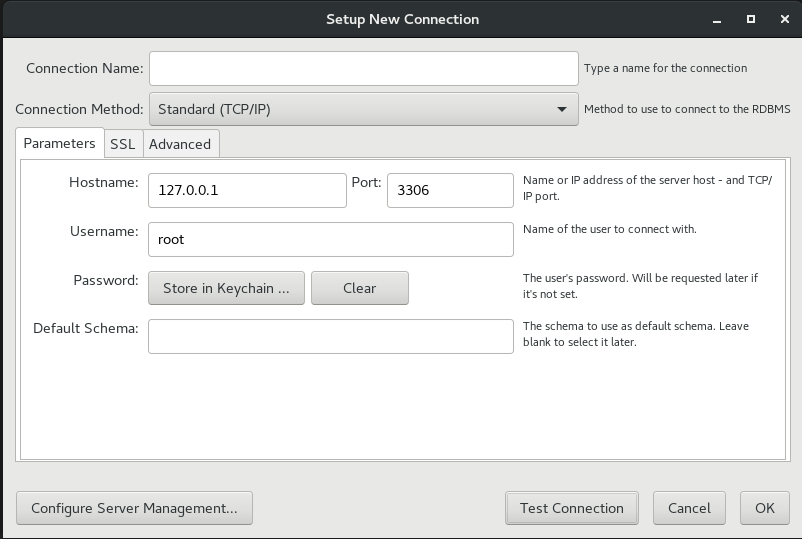 Setup New Connection
Connection Name: Type a name for the connection
Connection Method: Standard (TCP/IP) Method to use to connect to the RDBMS
Parameters SSL Advanced
Hostname: 127.0.0.1 Port: 3306 Name or IP address of the server host - and TCP/
IP port.
Username: root Name of the user to connect with.
Password: Store in Keychain ... Clear The user's password. Will be requested later if
it's not set.
Default Schema: The schema to use as default schema. Leave
blank to select it later.
Configure Server Management... Test Connection Cancel OK